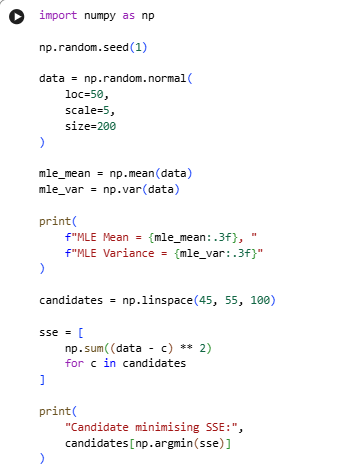 import numpy as np
np.random.seed(1)
data = np.random.normal(
    loc=50,
    scale=5,
    size=200
)
mle_mean = np.mean(data)
mle_var = np.var(data)
print(
    f"MLE Mean = {mle_mean:.3f}, "
    f"MLE Variance = {mle_var:.3f}"
)
candidates = np.linspace(45, 55, 100)
sse = [
    np.sum((data - c) ** 2)
    for c in candidates
]
print(
    "Candidate minimising SSE:",
    candidates[np.argmin(sse)]
)